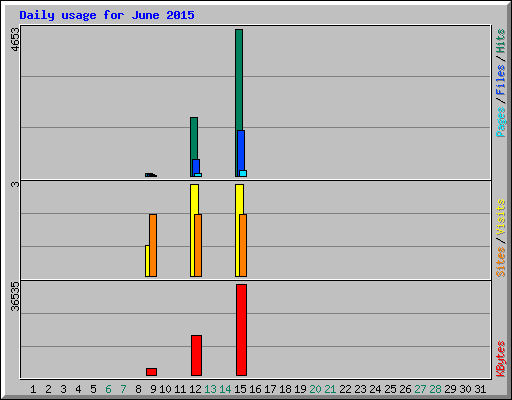 Daily usage for June 2015
4653
Pages/Files/Hits
3
Sites/Visits
36535
KBytes
1 2 3 4 5 6 7 8 9 10 11 12 13 14 15 16 17 18 19 20 21 22 23 24 25 26 27 28 29 30 31